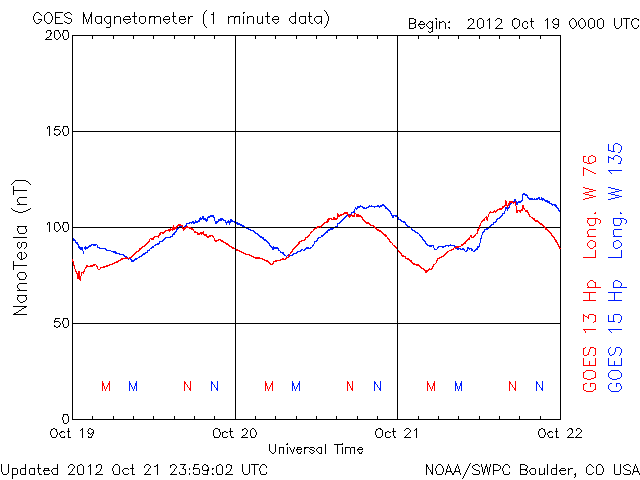 GOES Magnetometer (1 minute data)
Begin: 2012 Oct 19 0000 UTC
200
150
100
50
0
NanoTesla (nT)
M M N N M M N N M M N N
Oct 19 Oct 20 Oct 21 Oct 22
Universal Time
GOES 13 Hp Long. W 76
GOES 15 Hp Long. W 135
Updated 2012 Oct 21 23:59:02 UTC
NOAA/SWPC Boulder, CO USA